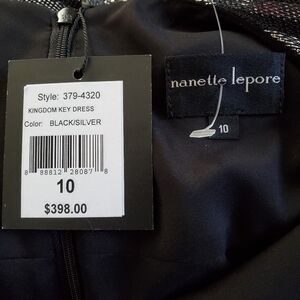 Style: 379-4320
KINGDOM KEY DRESS
Color: BLACK/SILVER
8 88812 28087 8
10
$398.00
nanette lepore
10